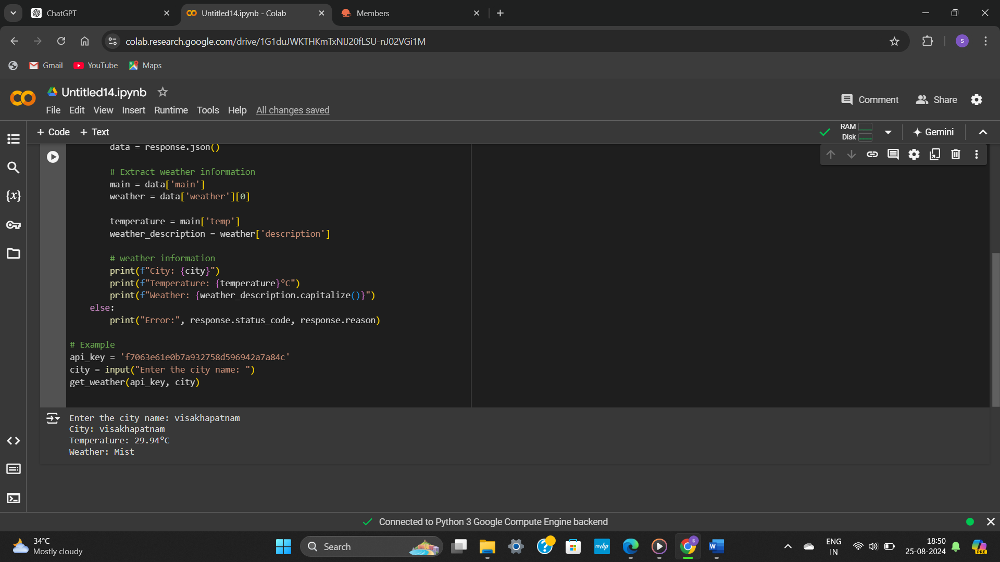 ChatGPT
Untitled14.ipynb - Colab
Members
colab.research.google.com/drive/1G1duJWKTHKmTxNIJ20fLSU-nJ02VGi1M
S
Gmail
YouTube
Maps
Untitled14.ipynb
Comment
Share
File Edit View Insert Runtime Tools Help All changes saved
+ Code + Text
RAM
Disk
Gemini
data = response.json()
# Extract weather information
main = data['main']
weather = data['weather'][0]
temperature = main['temp']
weather_description = weather['description']
# weather information
print(f"City: {city}")
print(f"Temperature: {temperature}°C")
print(f"Weather: {weather_description.capitalize()}")
else:
print("Error:", response.status_code, response.reason)
# Example
api_key = 'f7063e61e0b7a932758d596942a7a84c'
city = input("Enter the city name: ")
get_weather(api_key, city)
Enter the city name: visakhapatnam
City: visakhapatnam
Temperature: 29.94°C
Weather: Mist
Connected to Python 3 Google Compute Engine backend
34°C
Mostly cloudy
Search
myhp
W
S
ENG
IN
18:50
25-08-2024
PRE